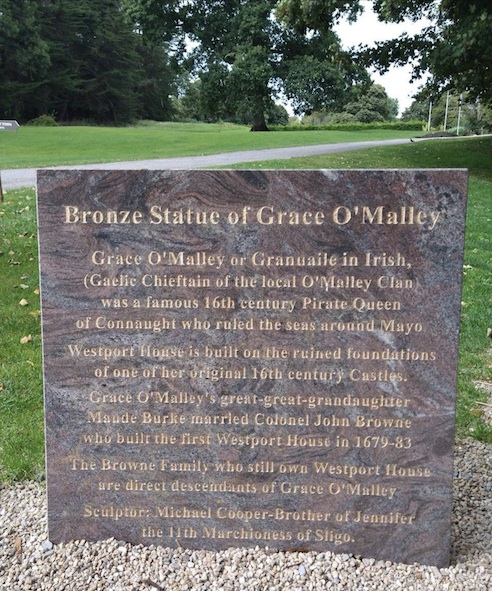 Bronze Statue of Grace O'Malley
Grace O'Malley or Granuaile in Irish,
(Gaelic Chieftain of the local O'Malley Clan)
was a famous 16th century Pirate Queen
of Connaught who ruled the seas around Mayo
Westport House is built on the ruined foundations
of one of her original 16th century Castles.
Grace O'Malley's great-great-grandaughter
Maude Burke married Colonel John Browne
who built the first Westport House in 1679-83
The Browne Family who still own Westport House
are direct descendants of Grace O'Malley
Sculptor: Michael Cooper-Brother of Jennifer
the 11th Marchioness of Sligo.